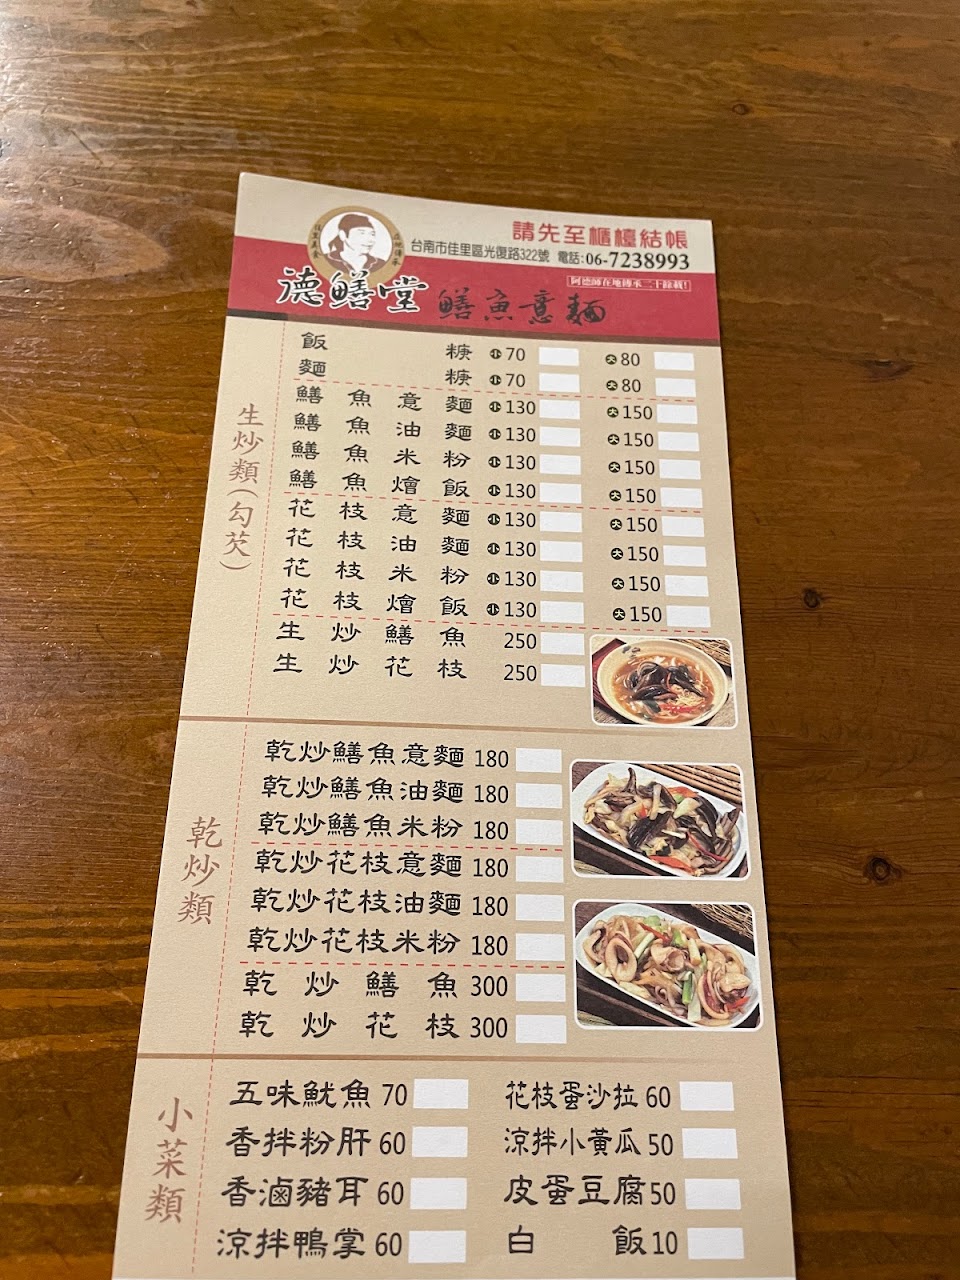 請先至櫃檯結帳
台南市佳里區光復路322號 電話:06-7238993
阿德師在地傳承二十餘載!
德鱔堂 鱔魚意麵
生炒類(勾芡)
飯糖 小70 大80
麵糖 小70 大80
鱔魚意麵 小130 大150
鱔魚油麵 小130 大150
鱔魚米粉 小130 大150
鱔魚燴飯 小130 大150
花枝意麵 小130 大150
花枝油麵 小130 大150
花枝米粉 小130 大150
花枝燴飯 小130 大150
生炒鱔魚 250
生炒花枝 250
乾炒類
乾炒鱔魚意麵 180
乾炒鱔魚油麵 180
乾炒鱔魚米粉 180
乾炒花枝意麵 180
乾炒花枝油麵 180
乾炒花枝米粉 180
乾炒鱔魚 300
乾炒花枝 300
小菜類
五味魷魚 70 花枝蛋沙拉 60
香拌粉肝 60 涼拌小黃瓜 50
香滷豬耳 60 皮蛋豆腐 50
涼拌鴨掌 60 白飯 10